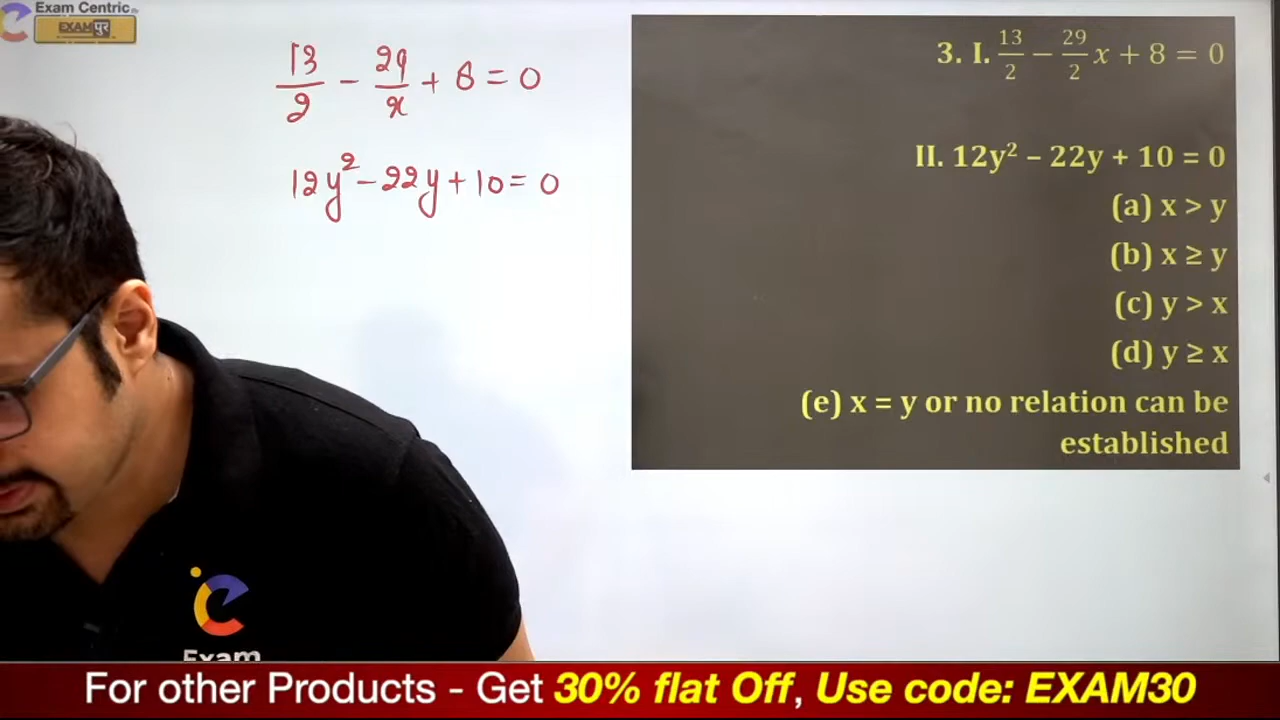 Exam Centric
EXAMपुर
13/2 - 29/x + 8 = 0
12y² - 22y + 10 = 0
3. I. 13/2 − 29/2 x + 8 = 0
II. 12y² – 22y + 10 = 0
(a) x > y
(b) x ≥ y
(c) y > x
(d) y ≥ x
(e) x = y or no relation can be
established
Exam
For other Products - Get 30% flat Off, Use code: EXAM30